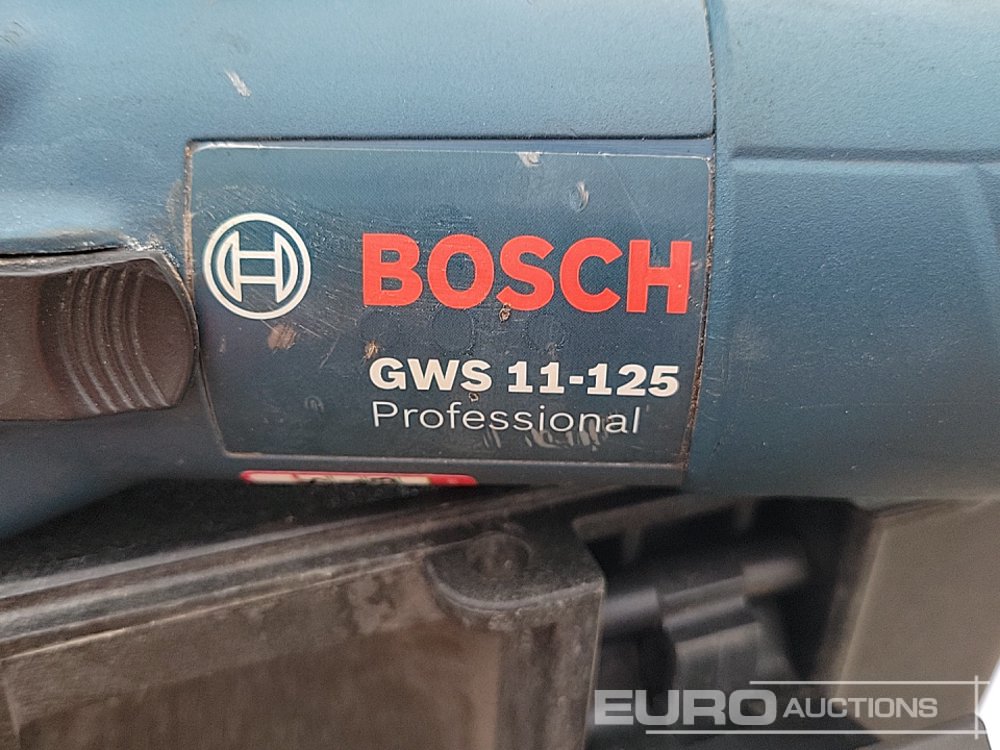 BOSCH
GWS 11-125
Professional
EURO AUCTIONS